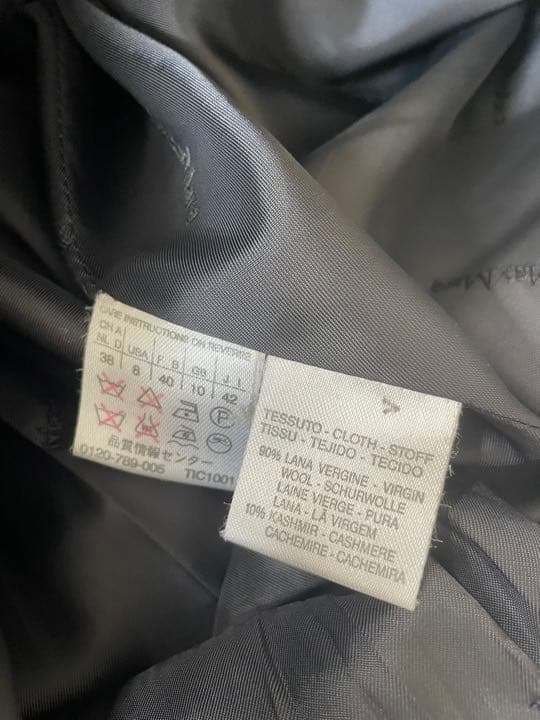 Max Mara
CARE INSTRUCTIONS ON REVERSE
CH A
NL D USA F B GB J I
38 8 40 10 42
P
品質情報センター
0120-789-005 TIC1001
V
TESSUTO - CLOTH - STOFF
TISSU - TEJIDO - TECIDO
90% LANA VERGINE - VIRGIN
WOOL - SCHURWOLLE
LAINE VIERGE - PURA
LANA - LÃ VIRGEM
10% KASHMIR - CASHMERE
CACHEMIRE - CACHEMIRA